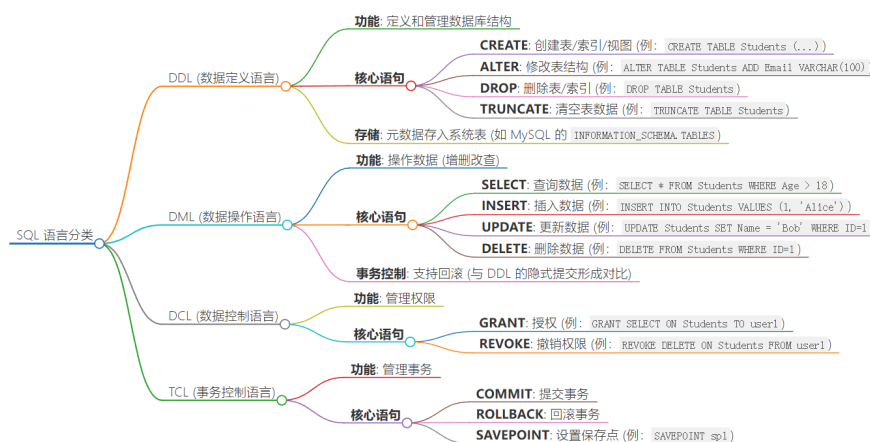 SQL 语言分类
DDL (数据定义语言)
功能: 定义和管理数据库结构
核心语句
CREATE: 创建表/索引/视图 (例: CREATE TABLE Students (...))
ALTER: 修改表结构 (例: ALTER TABLE Students ADD Email VARCHAR(100)
DROP: 删除表/索引 (例: DROP TABLE Students)
TRUNCATE: 清空表数据 (例: TRUNCATE TABLE Students)
存储: 元数据存入系统表 (如 MySQL 的 INFORMATION_SCHEMA.TABLES)
DML (数据操作语言)
功能: 操作数据 (增删改查)
核心语句
SELECT: 查询数据 (例: SELECT * FROM Students WHERE Age > 18)
INSERT: 插入数据 (例: INSERT INTO Students VALUES (1, 'Alice'))
UPDATE: 更新数据 (例: UPDATE Students SET Name = 'Bob' WHERE ID=1
DELETE: 删除数据 (例: DELETE FROM Students WHERE ID=1)
事务控制: 支持回滚 (与 DDL 的隐式提交形成对比)
DCL (数据控制语言)
功能: 管理权限
核心语句
GRANT: 授权 (例: GRANT SELECT ON Students TO user1)
REVOKE: 撤销权限 (例: REVOKE DELETE ON Students FROM user1)
TCL (事务控制语言)
功能: 管理事务
核心语句
COMMIT: 提交事务
ROLLBACK: 回滚事务
SAVEPOINT: 设置保存点 (例: SAVEPOINT sp1)